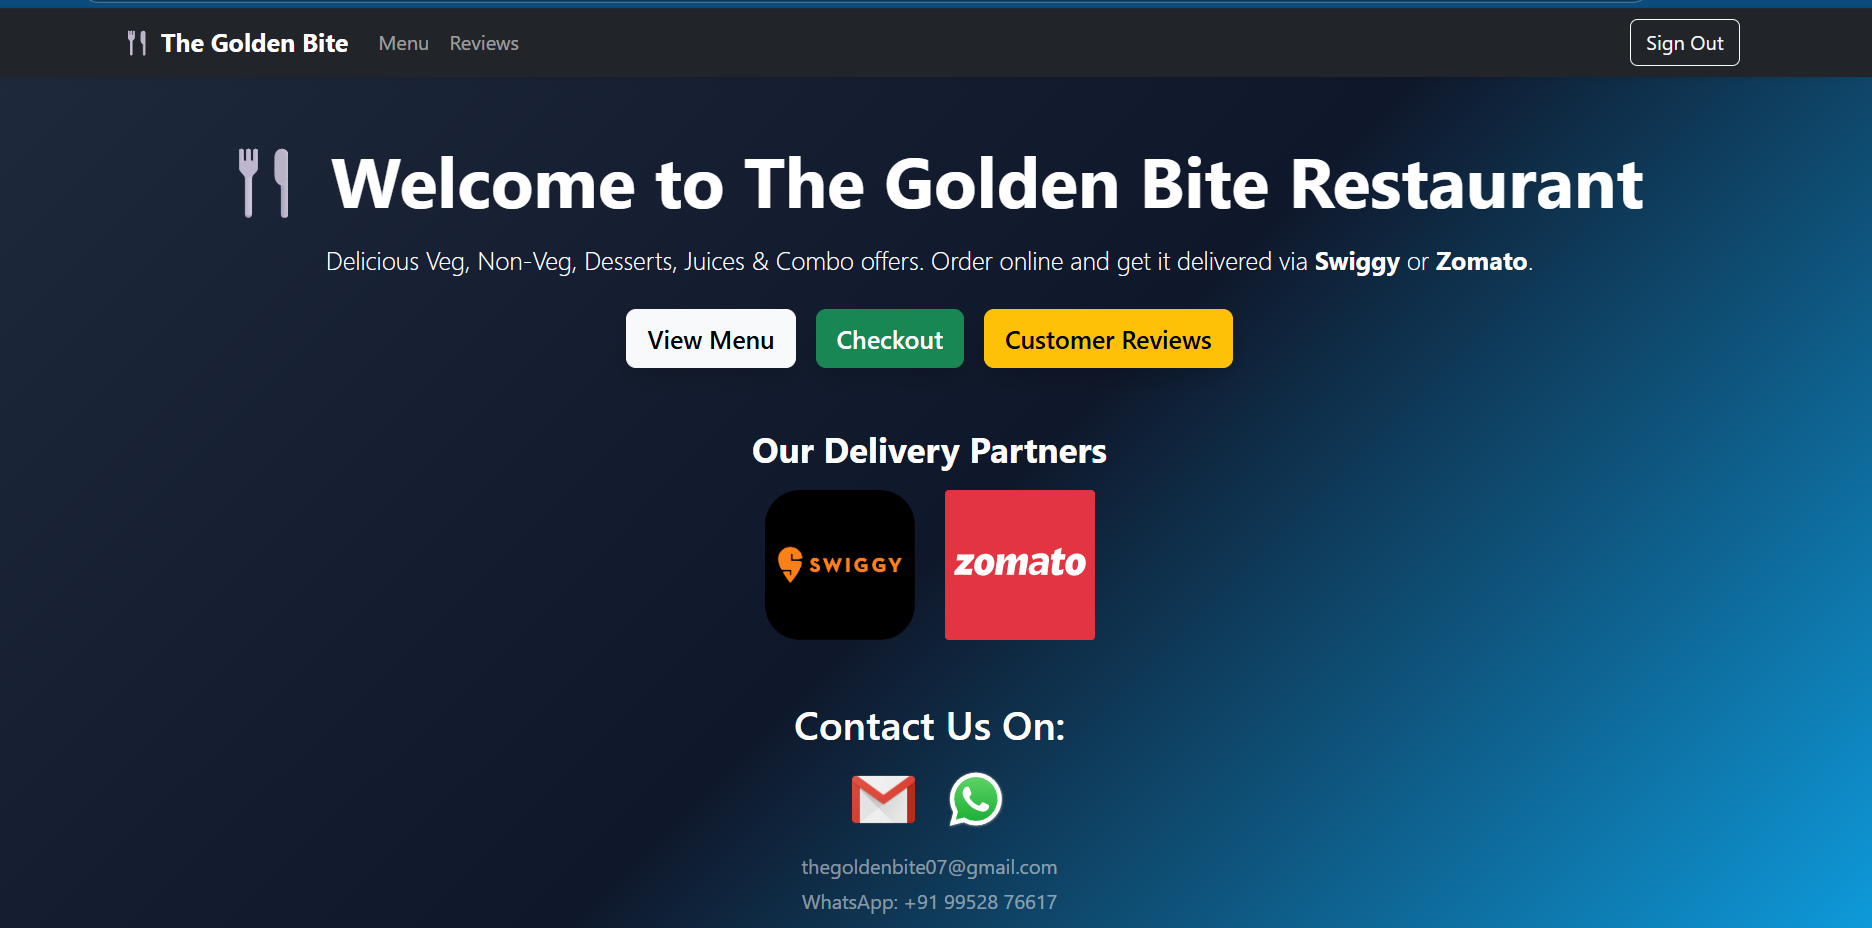 The Golden Bite Menu Reviews Sign Out
Welcome to The Golden Bite Restaurant
Delicious Veg, Non-Veg, Desserts, Juices & Combo offers. Order online and get it delivered via Swiggy or Zomato.
View Menu Checkout Customer Reviews
Our Delivery Partners
SWIGGY zomato
Contact Us On:
thegoldenbite07@gmail.com
WhatsApp: +91 99528 76617